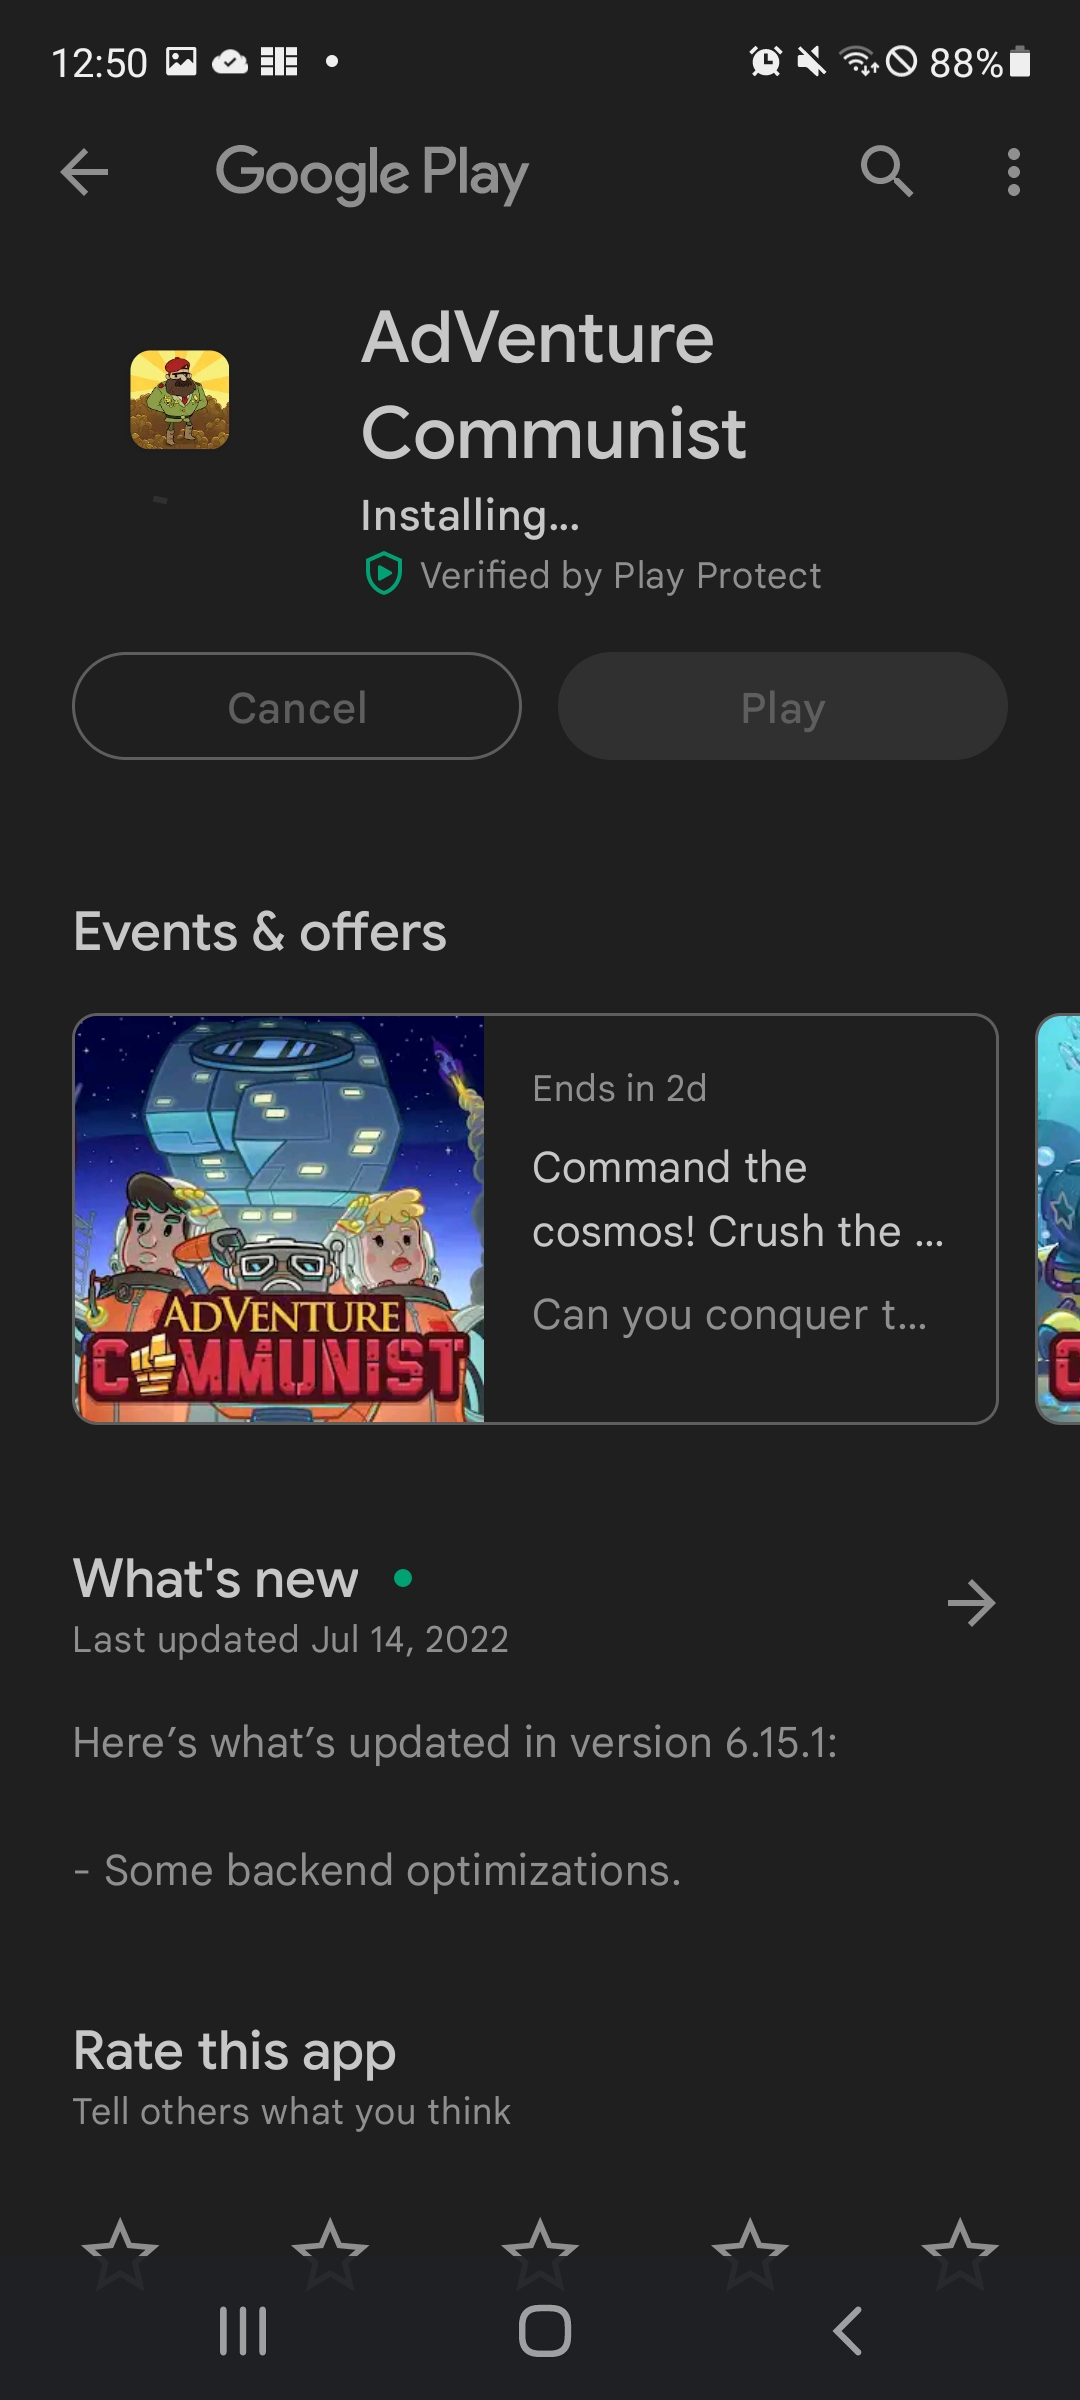 12:50
88%
Google Play
AdVenture
Communist
Installing...
Verified by Play Protect
Cancel
Play
Events & offers
ADVENTURE
COMMUNIST
Ends in 2d
Command the
cosmos! Crush the ...
Can you conquer t...
What's new
Last updated Jul 14, 2022
Here’s what’s updated in version 6.15.1:
- Some backend optimizations.
Rate this app
Tell others what you think